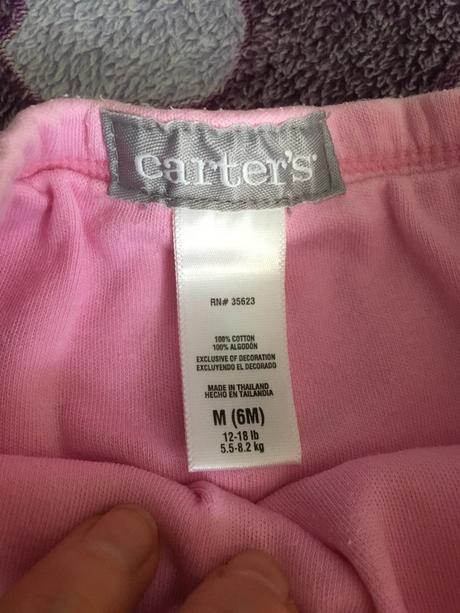 carter's
RN# 35623
100% COTTON
100% ALGODÓN
EXCLUSIVE OF DECORATION
EXCLUYENDO EL DECORADO
MADE IN THAILAND
HECHO EN TAILANDIA
M (6M)
12-18 lb
5.5-8.2 kg